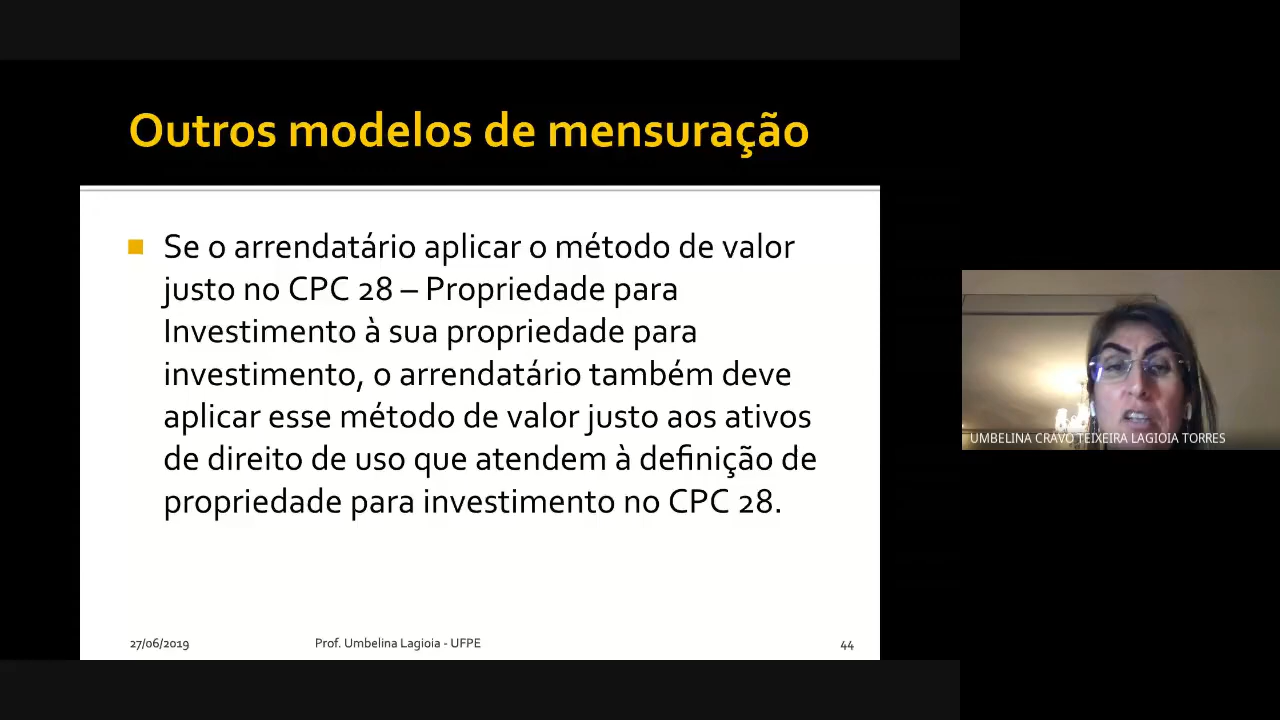 Outros modelos de mensuração
Se o arrendatário aplicar o método de valor
justo no CPC 28 – Propriedade para
Investimento à sua propriedade para
investimento, o arrendatário também deve
aplicar esse método de valor justo aos ativos
de direito de uso que atendem à definição de
propriedade para investimento no CPC 28.
27/06/2019
Prof. Umbelina Lagioia - UFPE
44
UMBELINA CRAVO TEIXEIRA LAGIOIA TORRES